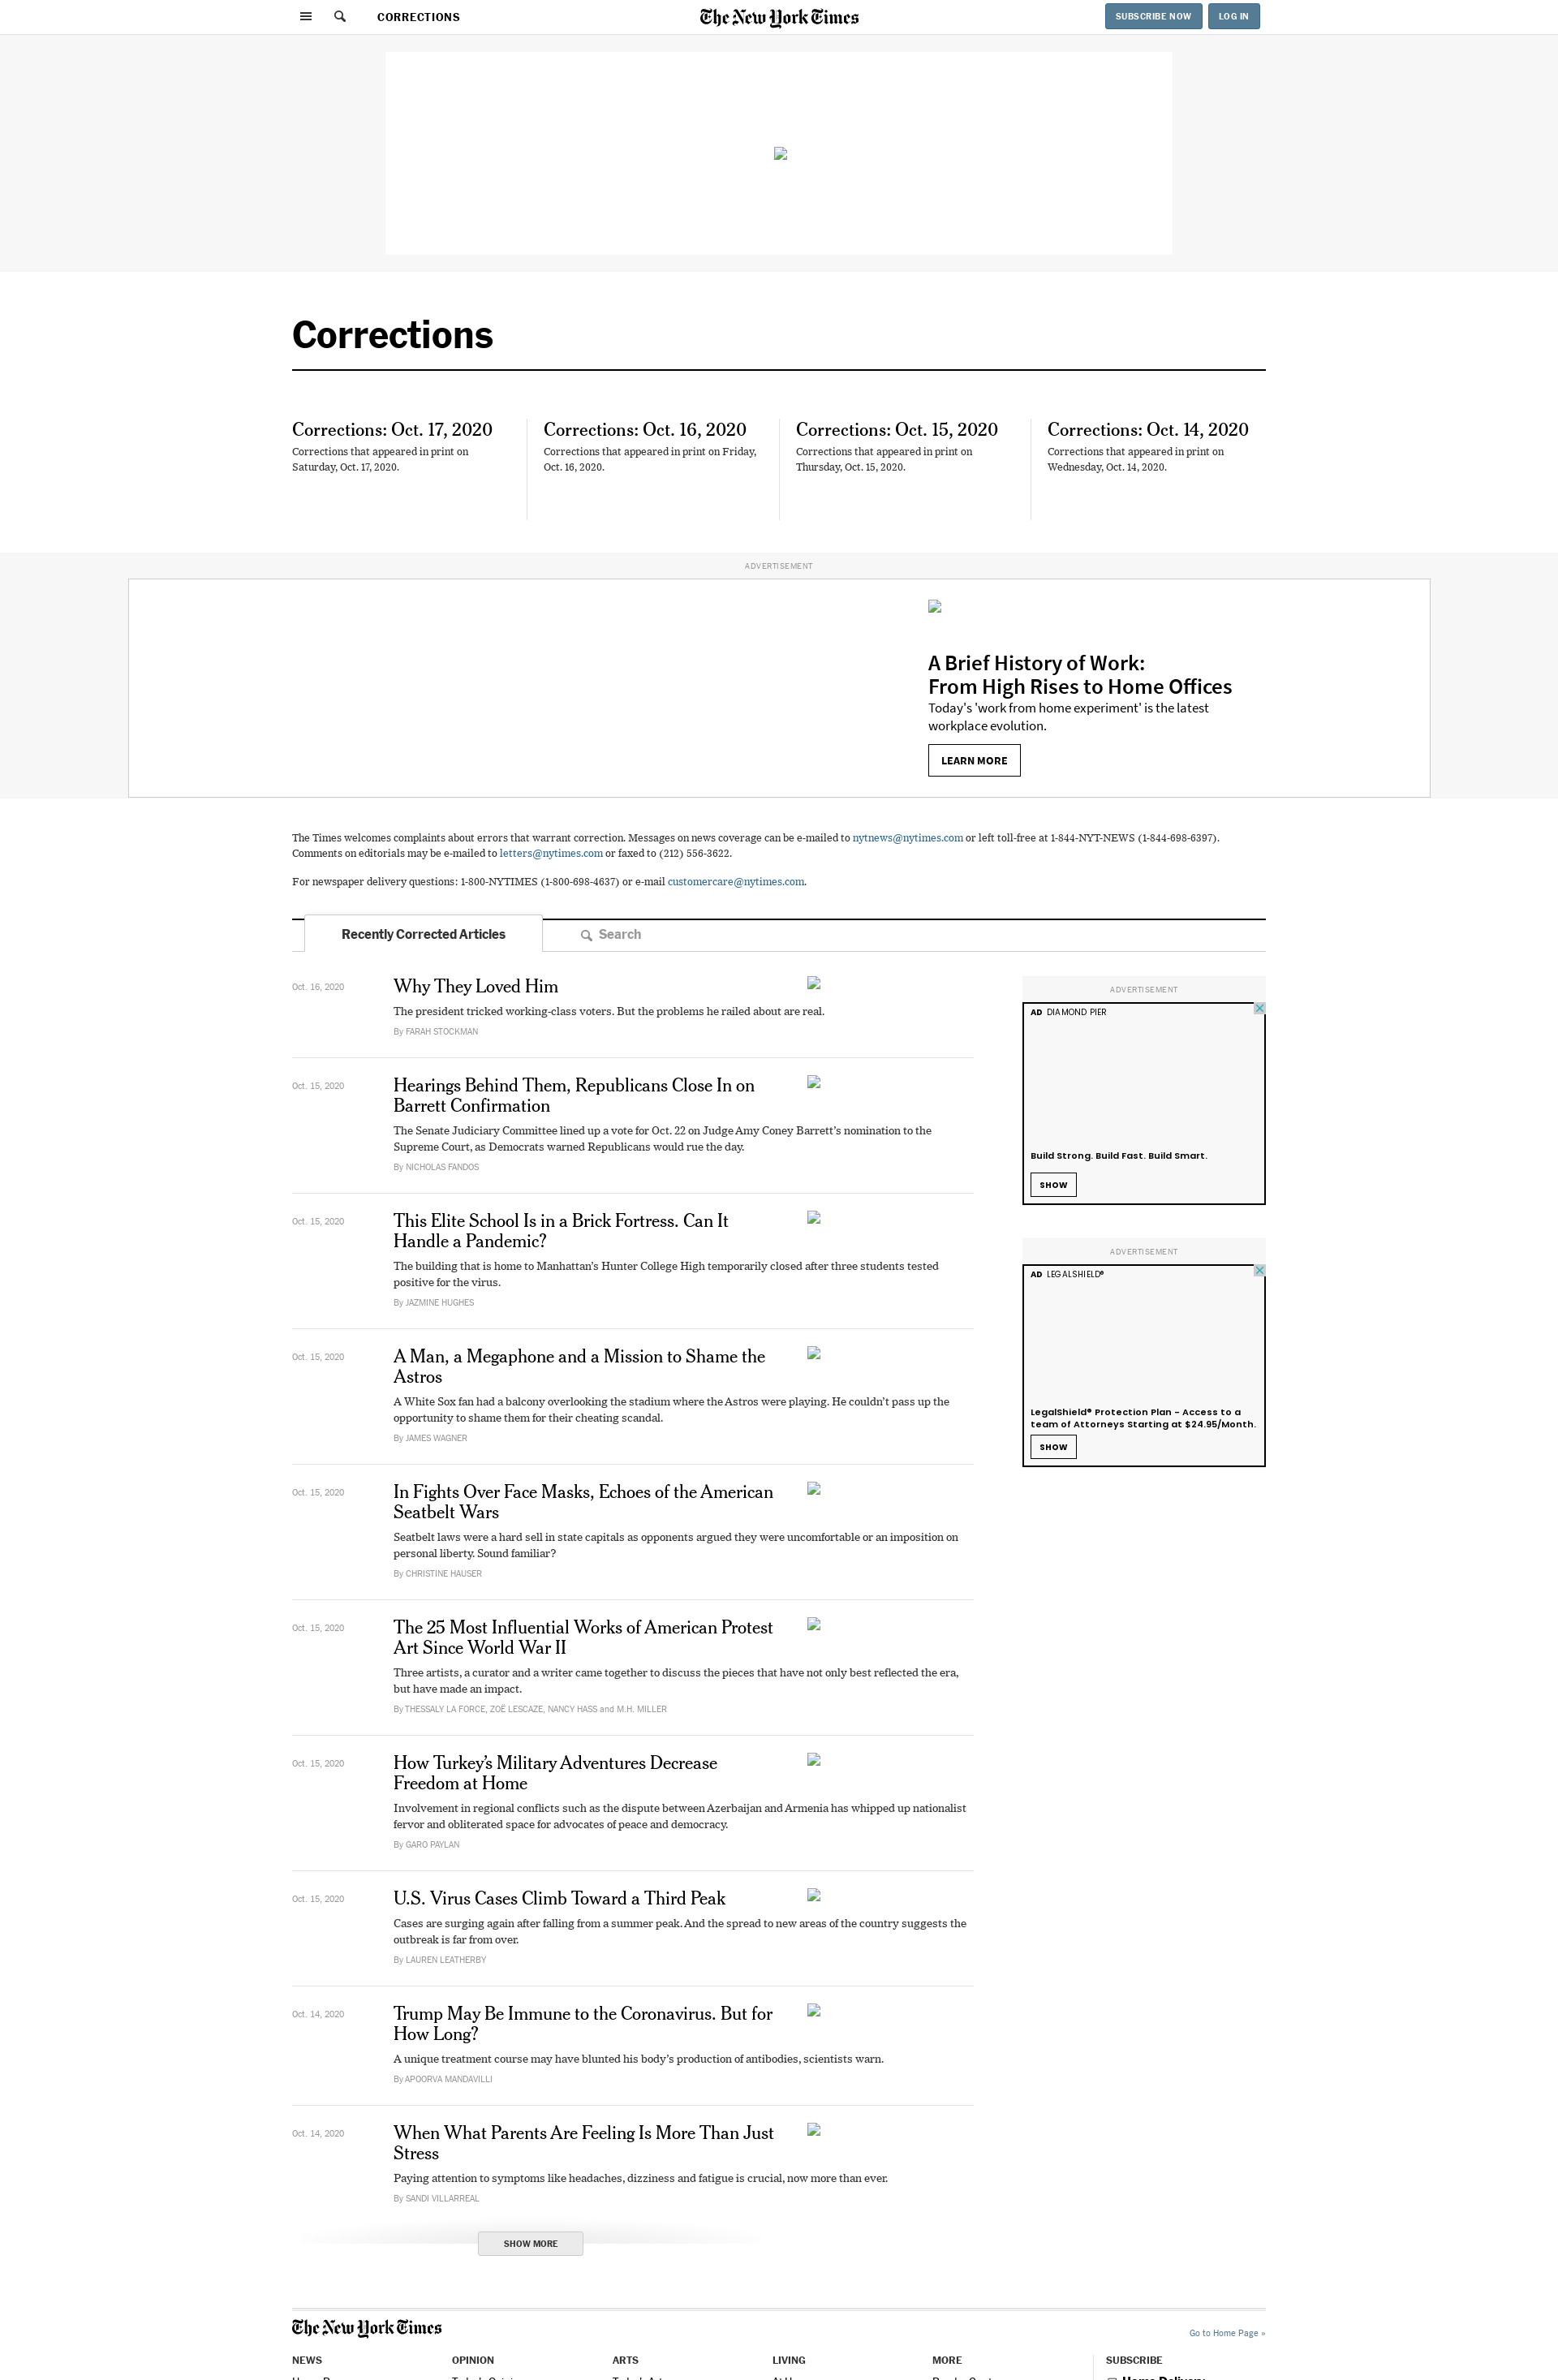 CORRECTIONS
The New York Times
SUBSCRIBE NOW
LOG IN
Corrections
Corrections: Oct. 17, 2020
Corrections that appeared in print on
Saturday, Oct. 17, 2020.
Corrections: Oct. 16, 2020
Corrections that appeared in print on Friday,
Oct. 16, 2020.
Corrections: Oct. 15, 2020
Corrections that appeared in print on
Thursday, Oct. 15, 2020.
Corrections: Oct. 14, 2020
Corrections that appeared in print on
Wednesday, Oct. 14, 2020.
ADVERTISEMENT
A Brief History of Work:
From High Rises to Home Offices
Today's 'work from home experiment' is the latest
workplace evolution.
LEARN MORE
The Times welcomes complaints about errors that warrant correction. Messages on news coverage can be e-mailed to nytnews@nytimes.com or left toll-free at 1-844-NYT-NEWS (1-844-698-6397).
Comments on editorials may be e-mailed to letters@nytimes.com or faxed to (212) 556-3622.
For newspaper delivery questions: 1-800-NYTIMES (1-800-698-4637) or e-mail customercare@nytimes.com.
Recently Corrected Articles
Search
Oct. 16, 2020
Why They Loved Him
The president tricked working-class voters. But the problems he railed about are real.
By FARAH STOCKMAN
Oct. 15, 2020
Hearings Behind Them, Republicans Close In on
Barrett Confirmation
The Senate Judiciary Committee lined up a vote for Oct. 22 on Judge Amy Coney Barrett's nomination to the
Supreme Court, as Democrats warned Republicans would rue the day.
By NICHOLAS FANDOS
Oct. 15, 2020
This Elite School Is in a Brick Fortress. Can It
Handle a Pandemic?
The building that is home to Manhattan's Hunter College High temporarily closed after three students tested
positive for the virus.
By JAZMINE HUGHES
Oct. 15, 2020
A Man, a Megaphone and a Mission to Shame the
Astros
A White Sox fan had a balcony overlooking the stadium where the Astros were playing. He couldn't pass up the
opportunity to shame them for their cheating scandal.
By JAMES WAGNER
Oct. 15, 2020
In Fights Over Face Masks, Echoes of the American
Seatbelt Wars
Seatbelt laws were a hard sell in state capitals as opponents argued they were uncomfortable or an imposition on
personal liberty. Sound familiar?
By CHRISTINE HAUSER
Oct. 15, 2020
The 25 Most Influential Works of American Protest
Art Since World War II
Three artists, a curator and a writer came together to discuss the pieces that have not only best reflected the era,
but have made an impact.
By THESSALY LA FORCE, ZOË LESCAZE, NANCY HASS and M.H. MILLER
Oct. 15, 2020
How Turkey's Military Adventures Decrease
Freedom at Home
Involvement in regional conflicts such as the dispute between Azerbaijan and Armenia has whipped up nationalist
fervor and obliterated space for advocates of peace and democracy.
By GARO PAYLAN
Oct. 15, 2020
U.S. Virus Cases Climb Toward a Third Peak
Cases are surging again after falling from a summer peak. And the spread to new areas of the country suggests the
outbreak is far from over.
By LAUREN LEATHERBY
Oct. 14, 2020
Trump May Be Immune to the Coronavirus. But for
How Long?
A unique treatment course may have blunted his body's production of antibodies, scientists warn.
By APOORVA MANDAVILLI
Oct. 14, 2020
When What Parents Are Feeling Is More Than Just
Stress
Paying attention to symptoms like headaches, dizziness and fatigue is crucial, now more than ever.
By SANDI VILLARREAL
SHOW MORE
ADVERTISEMENT
AD DIAMOND PIER
Build Strong. Build Fast. Build Smart.
SHOW
ADVERTISEMENT
AD LEGALSHIELD®
LegalShield® Protection Plan - Access to a
team of Attorneys Starting at $24.95/Month.
SHOW
The New York Times
Go to Home Page »
NEWS
OPINION
ARTS
LIVING
MORE
SUBSCRIBE